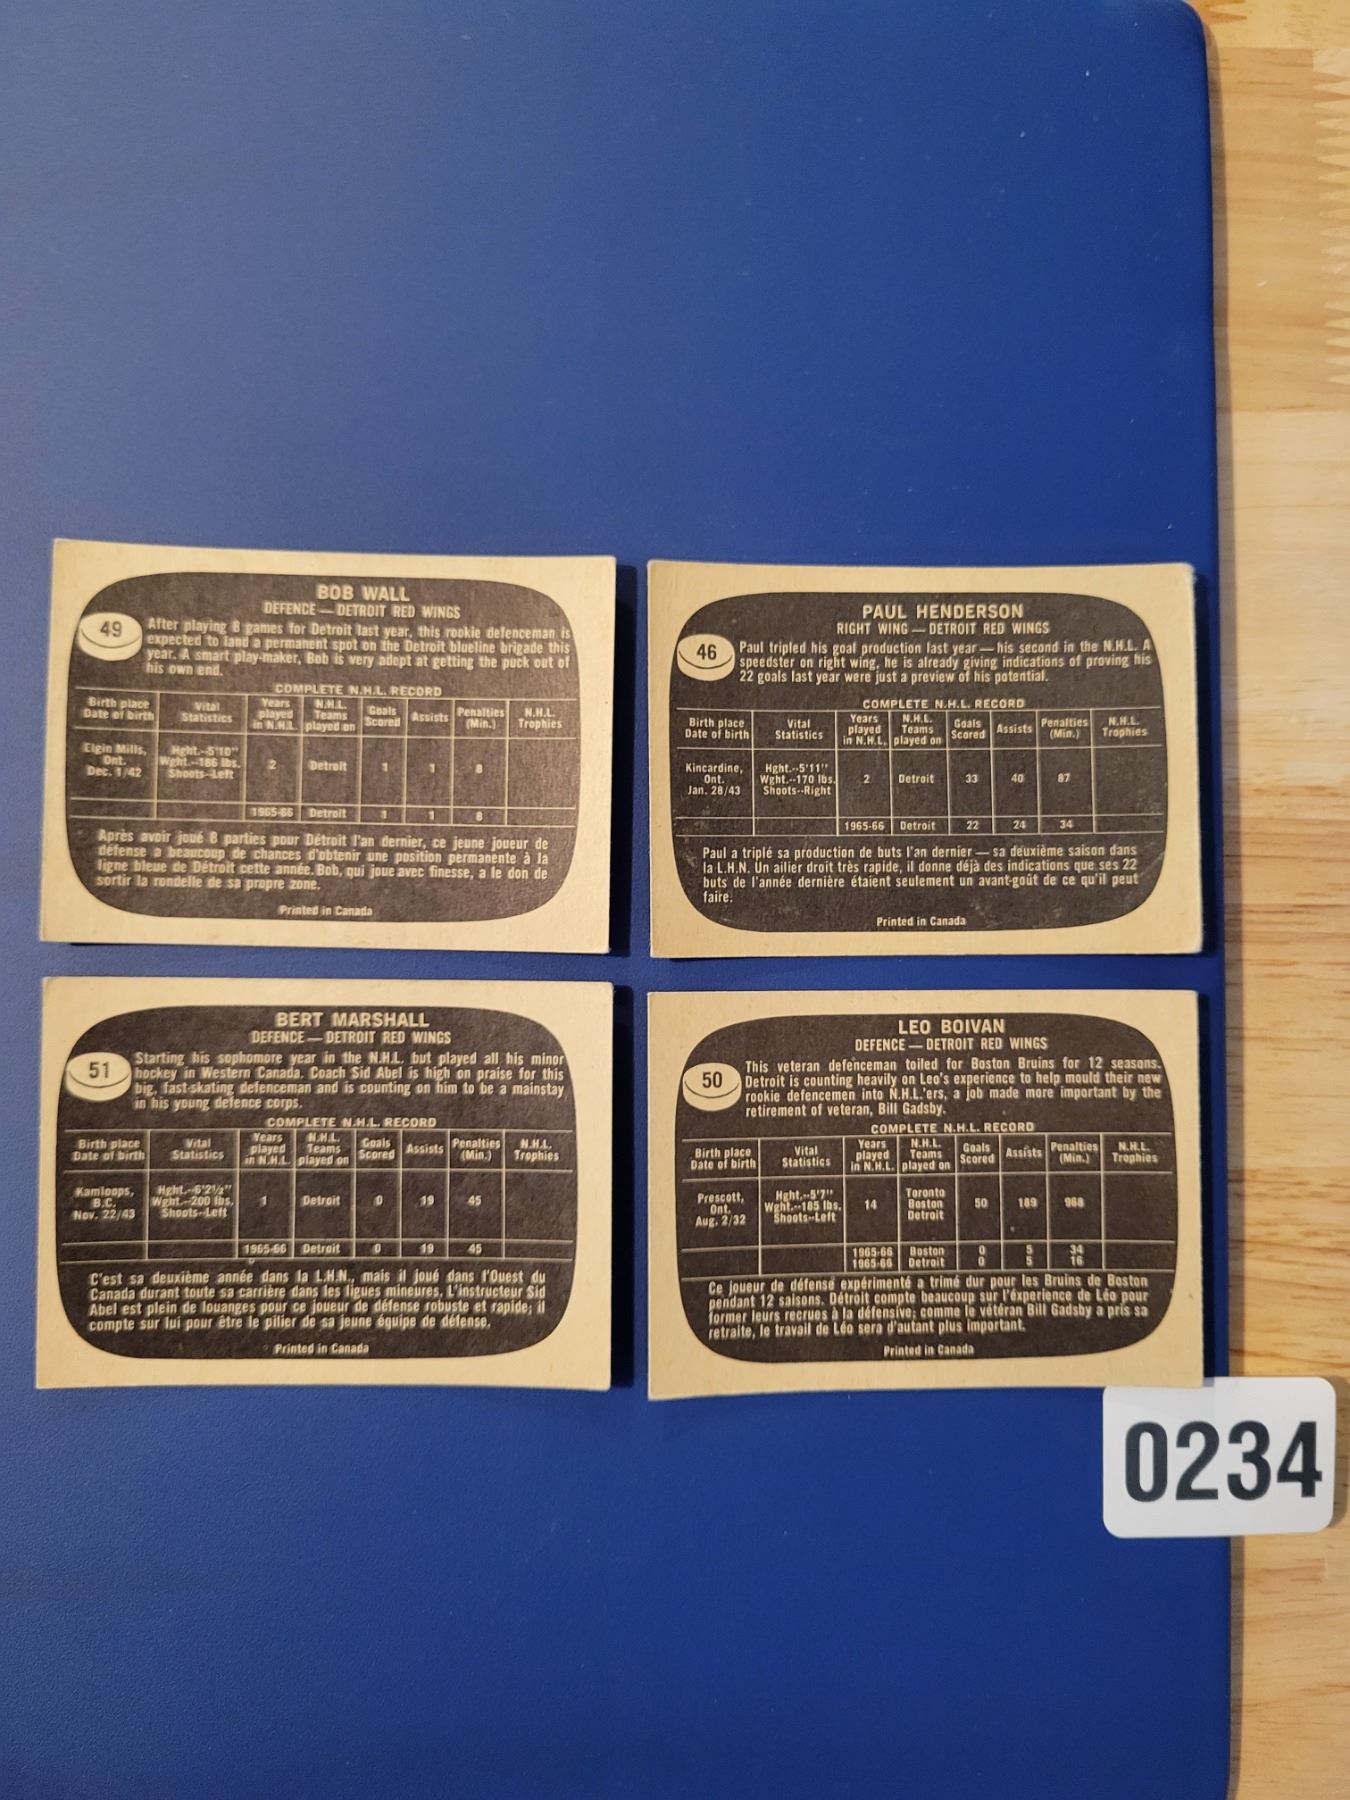 BOB WALL
DEFENCE — DETROIT RED WINGS
49
After playing 8 games for Detroit last year, this rookie defenceman is
expected to land a permanent spot on the Detroit blueline brigade this
year. A smart play-maker, Bob is very adept at getting the puck out of
his own end.
COMPLETE N.H.L. RECORD
Birth place Date of birth Vital Statistics Years played in N.H.L. N.H.L. Teams played on Goals Scored Assists Penalties (Min.) N.H.L. Trophies
Elgin Mills, Ont. Dec. 1/42 Hght.--5'10" Wght.--186 lbs. Shoots--Left 2 Detroit 1 1 8
1965-66 Detroit 1 1 8
Après avoir joué 8 parties pour Détroit l'an dernier, ce jeune joueur de
défense a beaucoup de chances d'obtenir une position permanente à la
ligne bleue de Détroit cette année. Bob, qui joue avec finesse, a le don de
sortir la rondelle de sa propre zone.
Printed in Canada
PAUL HENDERSON
RIGHT WING — DETROIT RED WINGS
46
Paul tripled his goal production last year — his second in the N.H.L. A
speedster on right wing, he is already giving indications of proving his
22 goals last year were just a preview of his potential.
COMPLETE N.H.L. RECORD
Birth place Date of birth Vital Statistics Years played in N.H.L. N.H.L. Teams played on Goals Scored Assists Penalties (Min.) N.H.L. Trophies
Kincardine, Ont. Jan. 28/43 Hght.--5'11" Wght.--170 lbs. Shoots--Right 2 Detroit 33 40 87
1965-66 Detroit 22 24 34
Paul a triplé sa production de buts l'an dernier — sa deuxième saison dans
la L.H.N. Un ailier droit très rapide, il donne déjà des indications que ses 22
buts de l'année dernière étaient seulement un avant-goût de ce qu'il peut
faire.
Printed in Canada
BERT MARSHALL
DEFENCE — DETROIT RED WINGS
51
Starting his sophomore year in the N.H.L. but played all his minor
hockey in Western Canada. Coach Sid Abel is high on praise for this
big, fast-skating defenceman and is counting on him to be a mainstay
in his young defence corps.
COMPLETE N.H.L. RECORD
Birth place Date of birth Vital Statistics Years played in N.H.L. N.H.L. Teams played on Goals Scored Assists Penalties (Min.) N.H.L. Trophies
Kamloops, B.C. Nov. 22/43 Hght.--6'2½" Wght.--200 lbs. Shoots--Left 1 Detroit 0 19 45
1965-66 Detroit 0 19 45
C'est sa deuxième année dans la L.H.N., mais il joué dans l'Ouest du
Canada durant toute sa carrière dans les ligues mineures. L'instructeur Sid
Abel est plein de louanges pour ce joueur de défense robuste et rapide; il
compte sur lui pour être le pilier de sa jeune équipe de défense.
Printed in Canada
LEO BOIVAN
DEFENCE — DETROIT RED WINGS
50
This veteran defenceman toiled for Boston Bruins for 12 seasons.
Detroit is counting heavily on Leo's experience to help mould their new
rookie defencemen into N.H.L.'ers, a job made more important by the
retirement of veteran, Bill Gadsby.
COMPLETE N.H.L. RECORD
Birth place Date of birth Vital Statistics Years played in N.H.L. N.H.L. Teams played on Goals Scored Assists Penalties (Min.) N.H.L. Trophies
Prescott, Ont. Aug. 2/32 Hght.--5'7" Wght.--185 lbs. Shoots--Left 14 Toronto Boston Detroit 50 189 968
1965-66 Boston 0 5 34
1965-66 Detroit 0 5 16
Ce joueur de défense expérimenté a trimé dur pour les Bruins de Boston
pendant 12 saisons. Détroit compte beaucoup sur l'éxpérience de Léo pour
former leurs recrues à la défensive; comme le vétéran Bill Gadsby a pris sa
retraite, le travail de Léo sera d'autant plus important.
Printed in Canada
0234